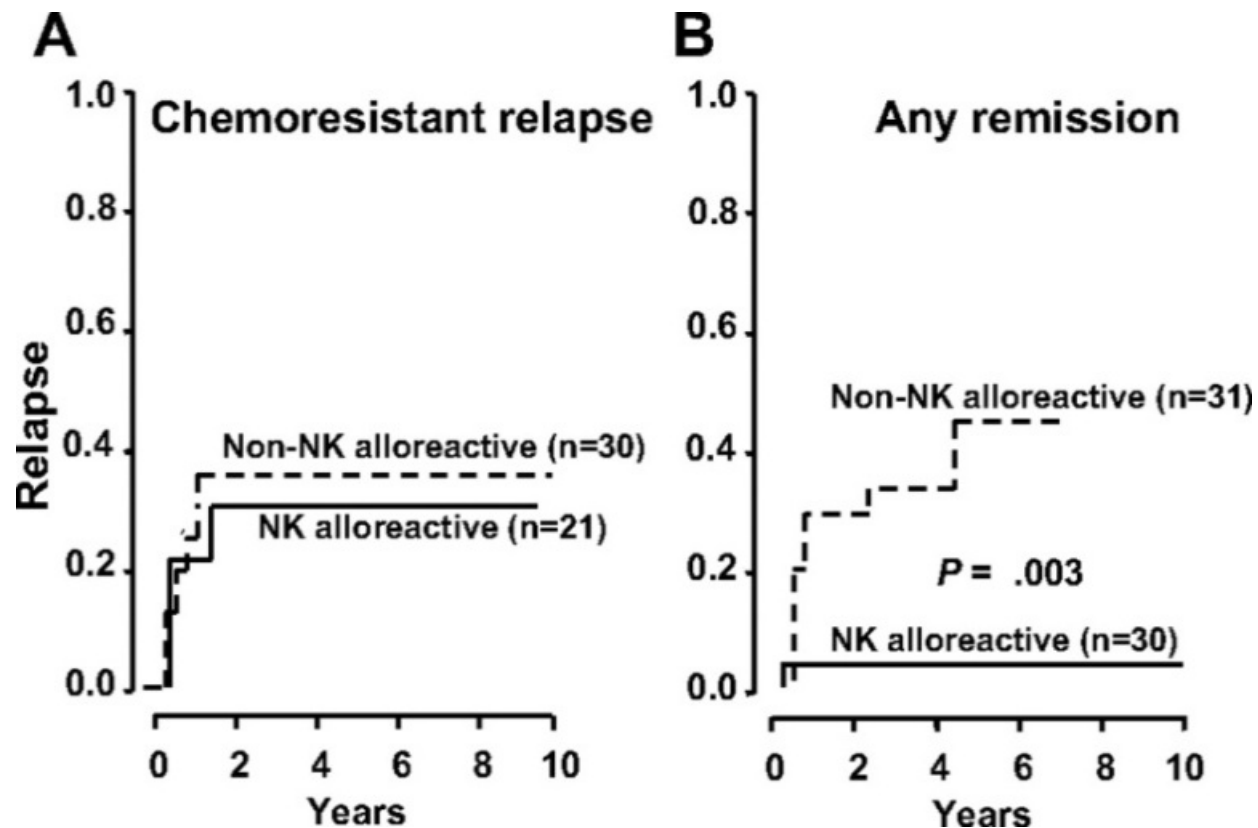 A
Chemoresistant relapse
1.0
0.8
0.6
0.4
0.2
0.0
Relapse
Non-NK alloreactive (n=30)
NK alloreactive (n=21)
0 2 4 6 8 10
Years
B
Any remission
1.0
0.8
0.6
0.4
0.2
0.0
Non-NK alloreactive (n=31)
P = .003
NK alloreactive (n=30)
0 2 4 6 8 10
Years